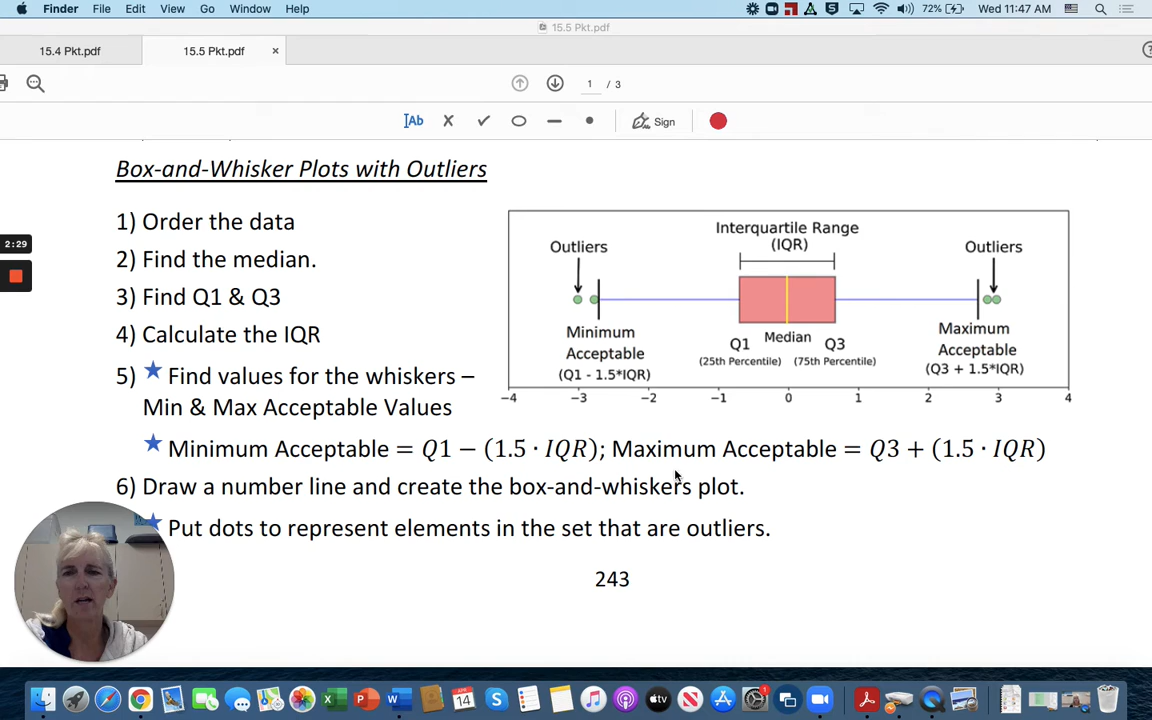 Finder File Edit View Go Window Help 72% Wed 11:47 AM
15.5 Pkt.pdf
15.4 Pkt.pdf 15.5 Pkt.pdf ×
1 / 3
Ab Sign
Box-and-Whisker Plots with Outliers
1) Order the data
2) Find the median.
3) Find Q1 & Q3
4) Calculate the IQR
5) ★ Find values for the whiskers –
Min & Max Acceptable Values
★ Minimum Acceptable = Q1 − (1.5 · IQR); Maximum Acceptable = Q3 + (1.5 · IQR)
6) Draw a number line and create the box-and-whiskers plot.
★ Put dots to represent elements in the set that are outliers.
243
Interquartile Range
(IQR)
Outliers Outliers
Minimum
Acceptable
(Q1 - 1.5*IQR)
Q1
(25th Percentile)
Median
Q3
(75th Percentile)
Maximum
Acceptable
(Q3 + 1.5*IQR)
−4 −3 −2 −1 0 1 2 3 4
2:29
APR
14
tv
1